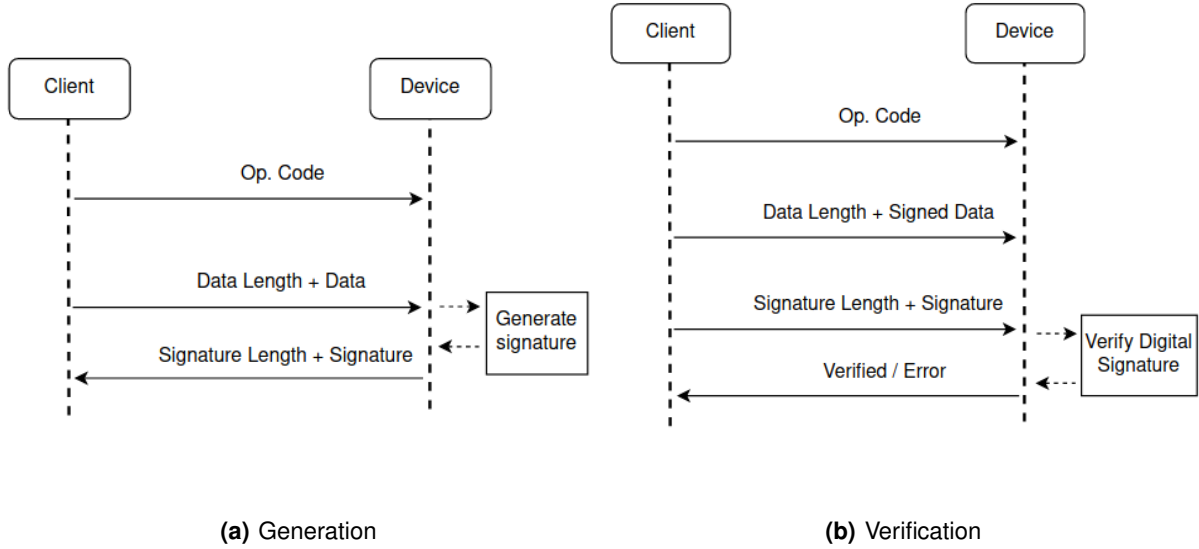 Client
Device
Op. Code
Data Length + Data
Generate
signature
Signature Length + Signature
(a) Generation
Client
Device
Op. Code
Data Length + Signed Data
Signature Length + Signature
Verify Digital
Signature
Verified / Error
(b) Verification